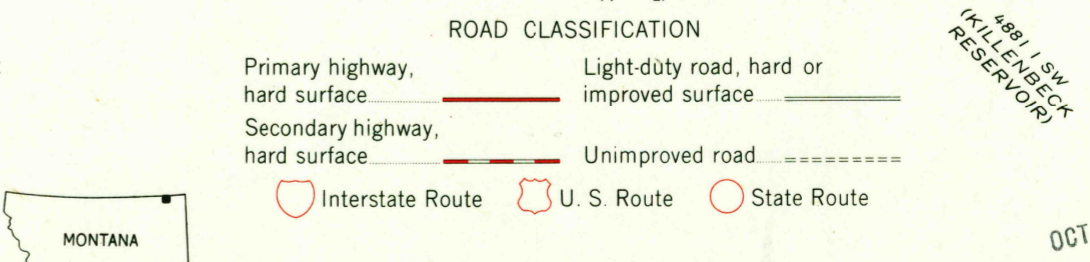 ROAD CLASSIFICATION
Primary highway,
hard surface
Light-duty road, hard or
improved surface
Secondary highway,
hard surface
Unimproved road
Interstate Route
U. S. Route
State Route
4881 I SW
(KILLENBECK
RESERVOIR)
MONTANA
OCT